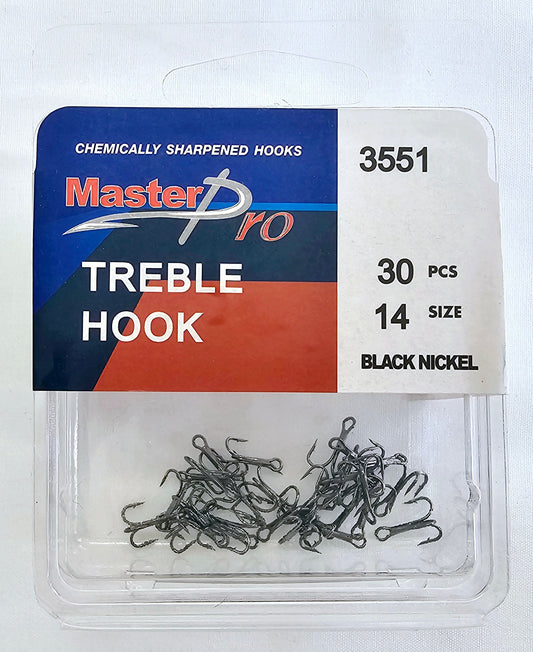 CHEMICALLY SHARPENED HOOKS
MasterPro
TREBLE
HOOK
3551
30 PCS
14 SIZE
BLACK NICKEL